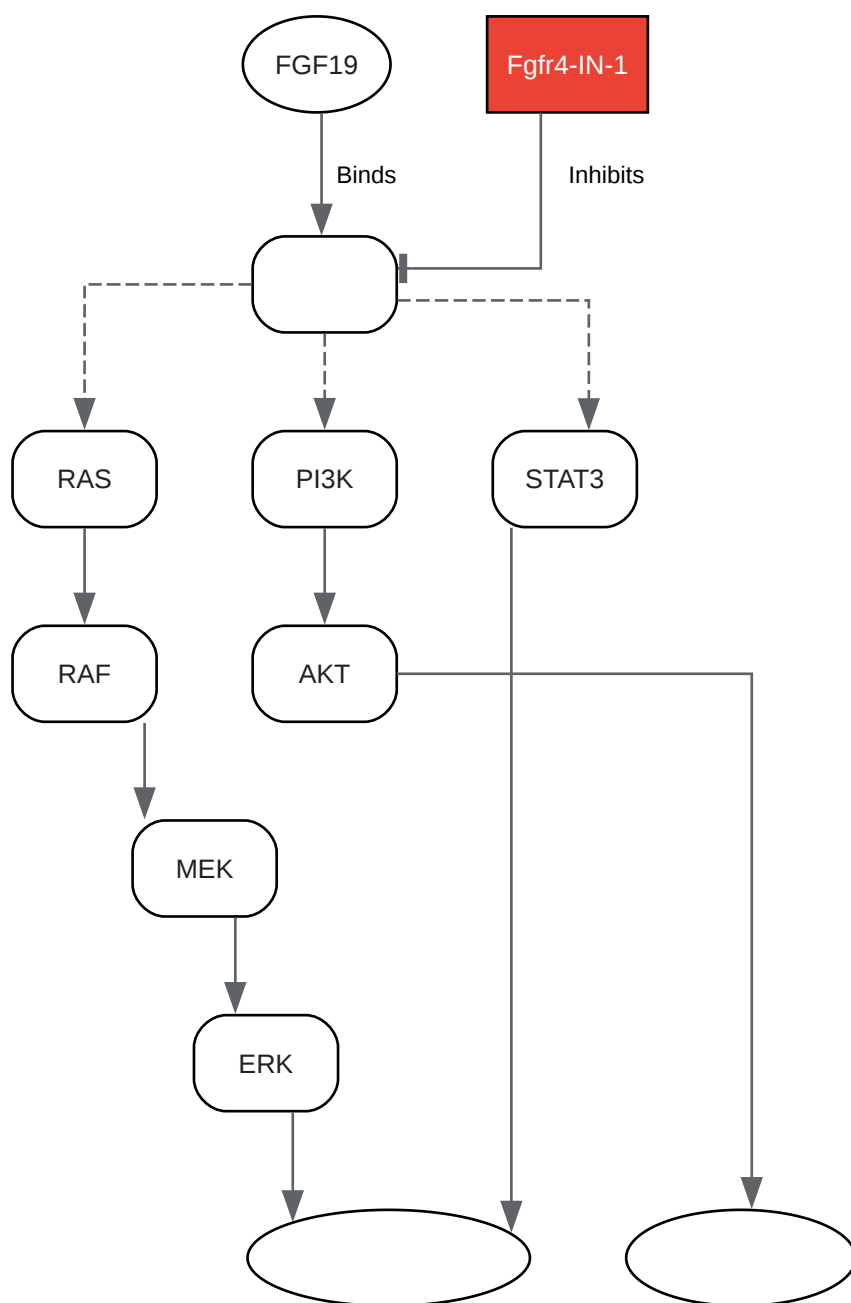 FGF19
Fgfr4-IN-1
Binds
Inhibits
RAS
PI3K
STAT3
RAF
AKT
MEK
ERK